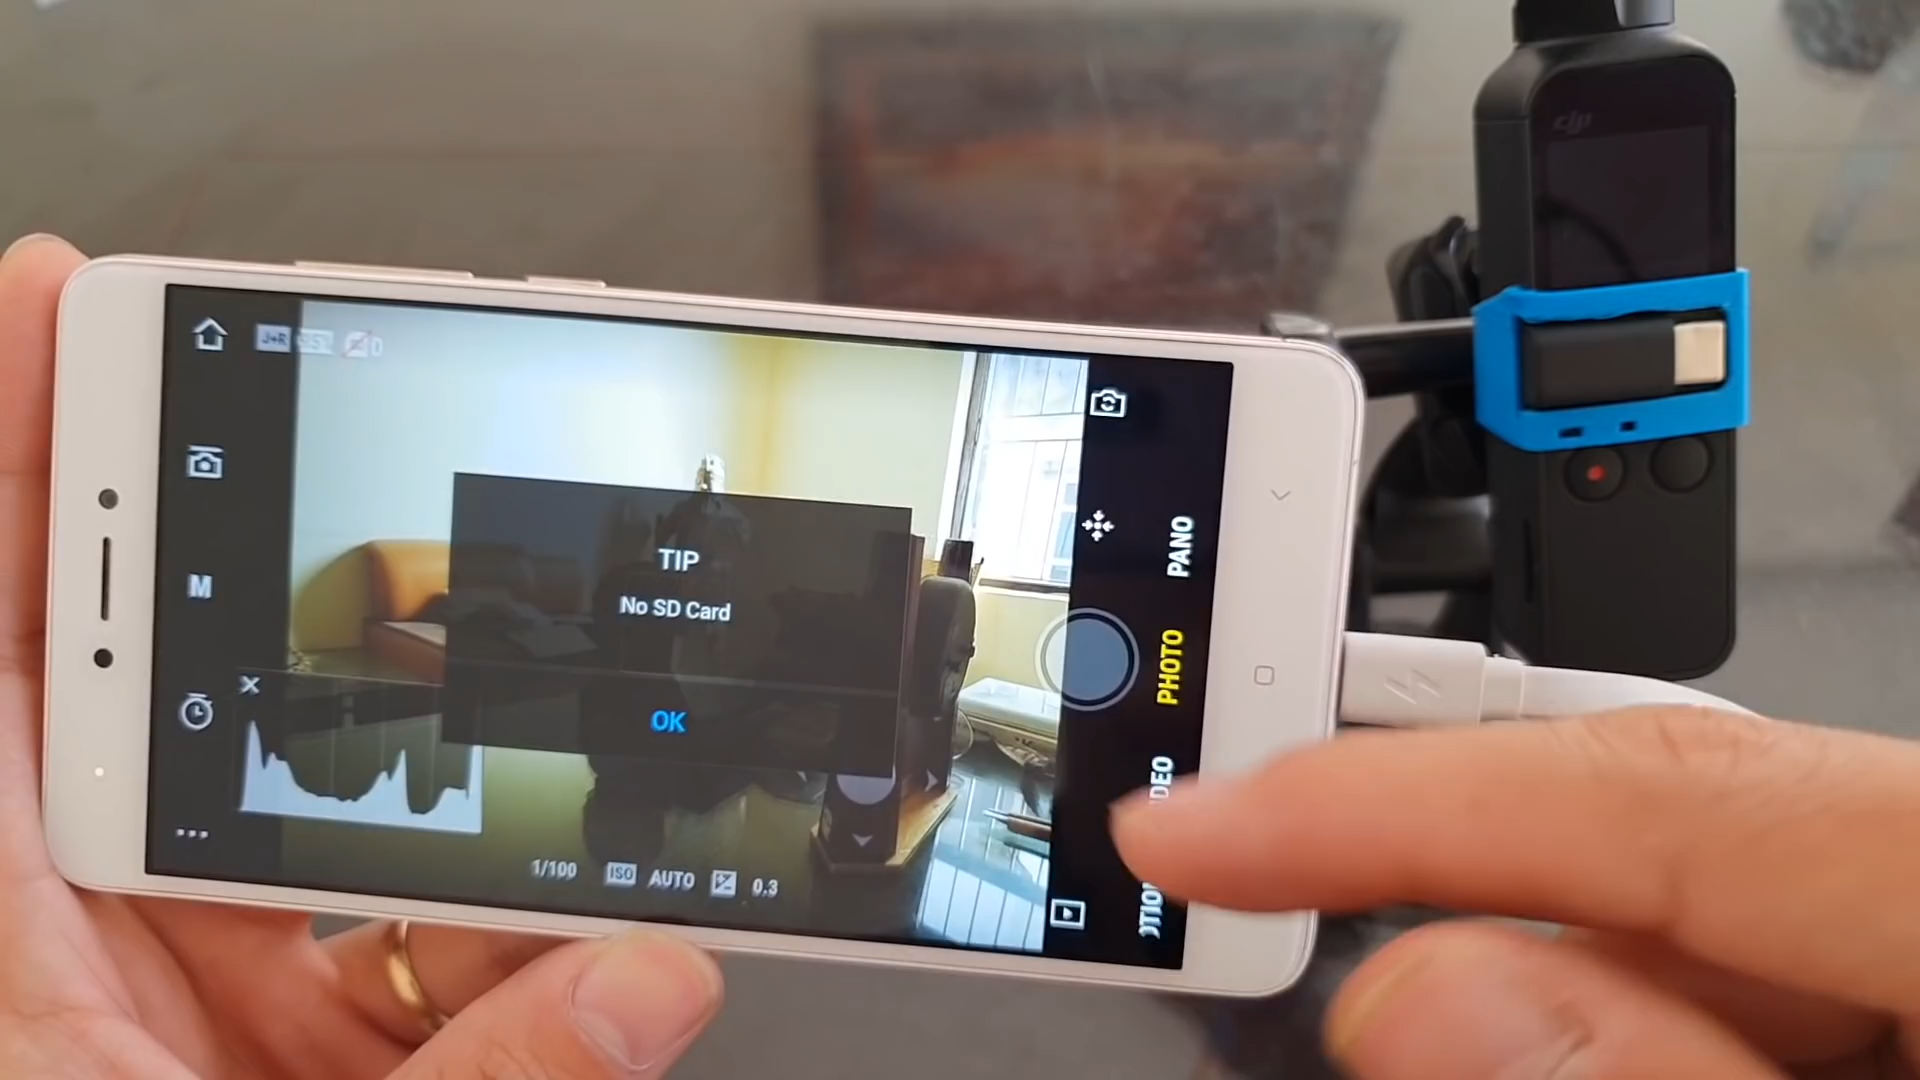 dji
J+R
TIP
No SD Card
OK
M
1/100
ISO AUTO 0.3
PANO
PHOTO